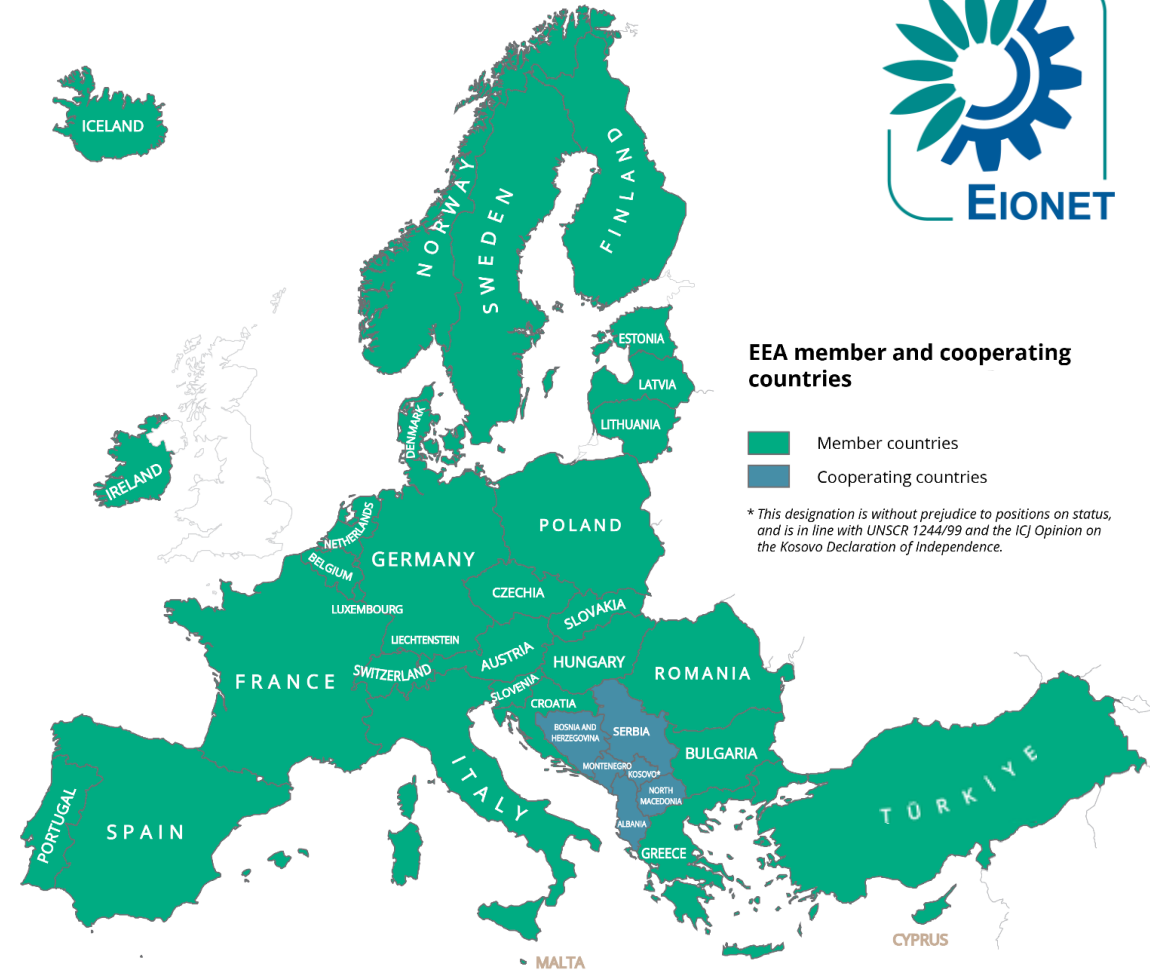 EIONET
ICELAND
NORWAY
SWEDEN
FINLAND
ESTONIA
LATVIA
LITHUANIA
DENMARK
IRELAND
EEA member and cooperating
countries
Member countries
Cooperating countries
* This designation is without prejudice to positions on status,
and is in line with UNSCR 1244/99 and the ICJ Opinion on
the Kosovo Declaration of Independence.
NETHERLANDS
BELGIUM
GERMANY
POLAND
LUXEMBOURG
CZECHIA
SLOVAKIA
LIECHTENSTEIN
SWITZERLAND
AUSTRIA
HUNGARY
ROMANIA
FRANCE
SLOVENIA
CROATIA
BOSNIA AND
HERZEGOVINA
SERBIA
MONTENEGRO
KOSOVO*
BULGARIA
NORTH
MACEDONIA
ALBANIA
ITALY
PORTUGAL
SPAIN
GREECE
TÜRKİYE
CYPRUS
MALTA